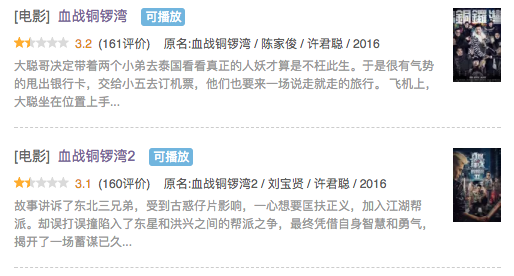 [电影] 血战铜锣湾 可播放
3.2 (161评价) 原名:血战铜锣湾 / 陈家俊 / 许君聪 / 2016
大聪哥决定带着两个小弟去泰国看看真正的人妖才算是不枉此生。于是很有气势
的甩出银行卡，交给小五去订机票，他们也要来一场说走就走的旅行。 飞机上，
大聪坐在位置上手...
[电影] 血战铜锣湾2 可播放
3.1 (160评价) 原名:血战铜锣湾2 / 刘宝贤 / 许君聪 / 2016
故事讲诉了东北三兄弟，受到古惑仔片影响，一心想要匡扶正义，加入江湖帮
派。却误打误撞陷入了东星和洪兴之间的帮派之争，最终凭借自身智慧和勇气，
揭开了一场蓄谋已久...